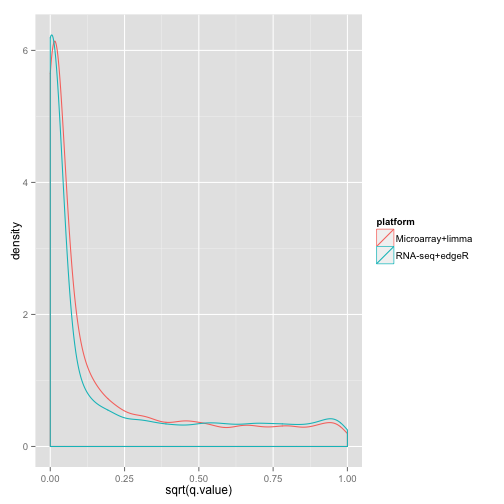 6
4
2
0
density
0.00 0.25 0.50 0.75 1.00
sqrt(q.value)
platform
Microarray+limma
RNA-seq+edgeR